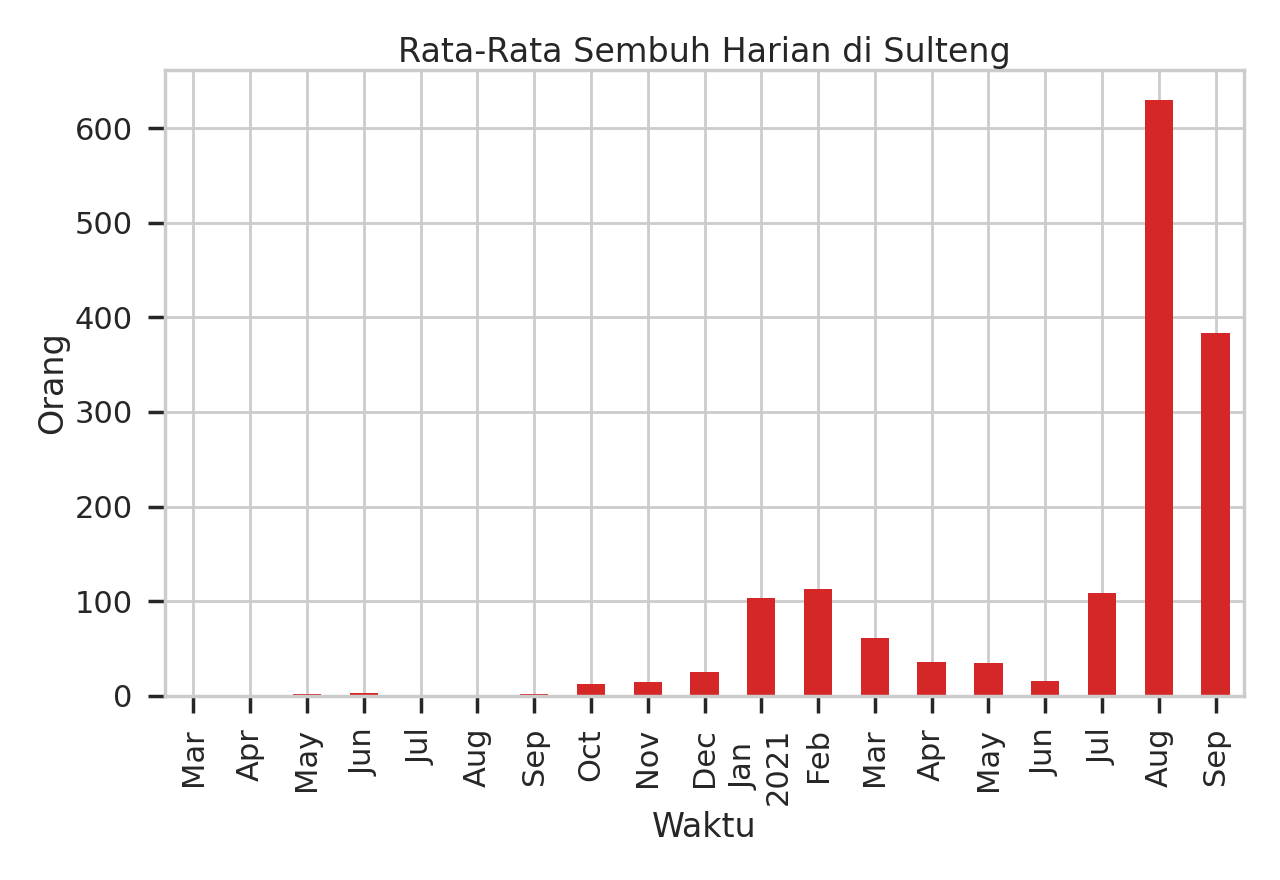 Rata-Rata Sembuh Harian di Sulteng
Orang
600
500
400
300
200
100
0
Mar
Apr
May
Jun
Jul
Aug
Sep
Oct
Nov
Dec
Jan
2021
Feb
Mar
Apr
May
Jun
Jul
Aug
Sep
Waktu